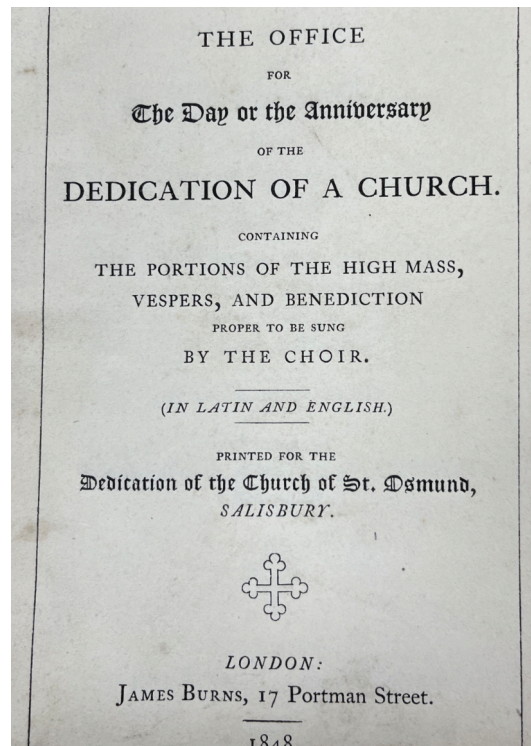 THE OFFICE
FOR
The Day or the Anniversary
OF THE
DEDICATION OF A CHURCH.
CONTAINING
THE PORTIONS OF THE HIGH MASS,
VESPERS, AND BENEDICTION
PROPER TO BE SUNG
BY THE CHOIR.
(IN LATIN AND ENGLISH.)
PRINTED FOR THE
Dedication of the Church of St. Osmund,
SALISBURY.
LONDON:
JAMES BURNS, 17 Portman Street.
1848